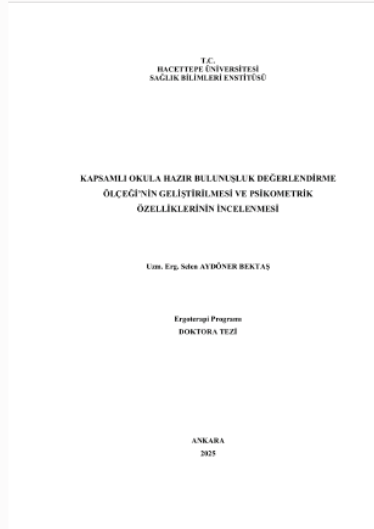 T.C.
HACETTEPE ÜNİVERSİTESİ
SAĞLIK BİLİMLERİ ENSTİTÜSÜ
KAPSAMLI OKULA HAZIR BULUNUŞLUK DEĞERLENDİRME
ÖLÇEĞİ'NİN GELİŞTİRİLMESİ VE PSİKOMETRİK
ÖZELLİKLERİNİN İNCELENMESİ
Uzm. Erg. Selen AYDÖNER BEKTAŞ
Ergoterapi Programı
DOKTORA TEZİ
ANKARA
2025